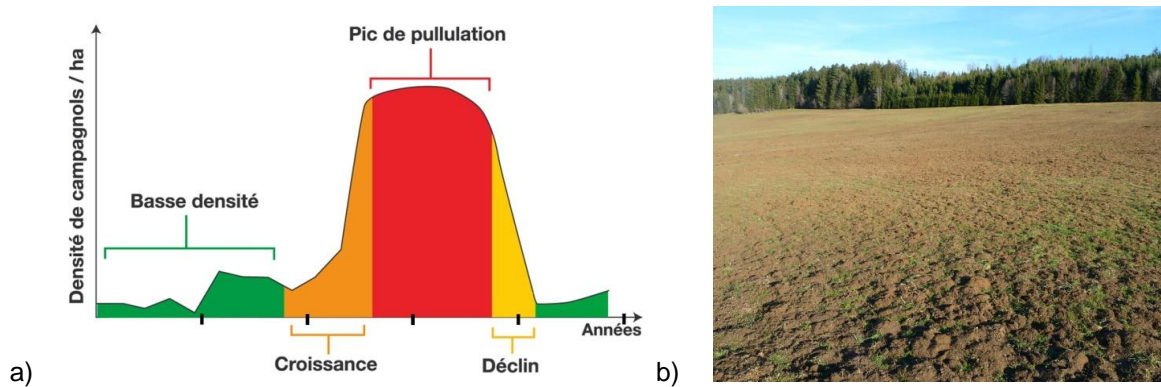 Pic de pullulation
Densité de campagnols / ha
Basse densité
Années
Croissance
Déclin
a)
b)